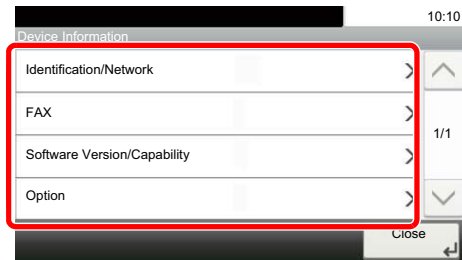 10:10
Device Information
Identification/Network
FAX
1/1
Software Version/Capability
Option
Close